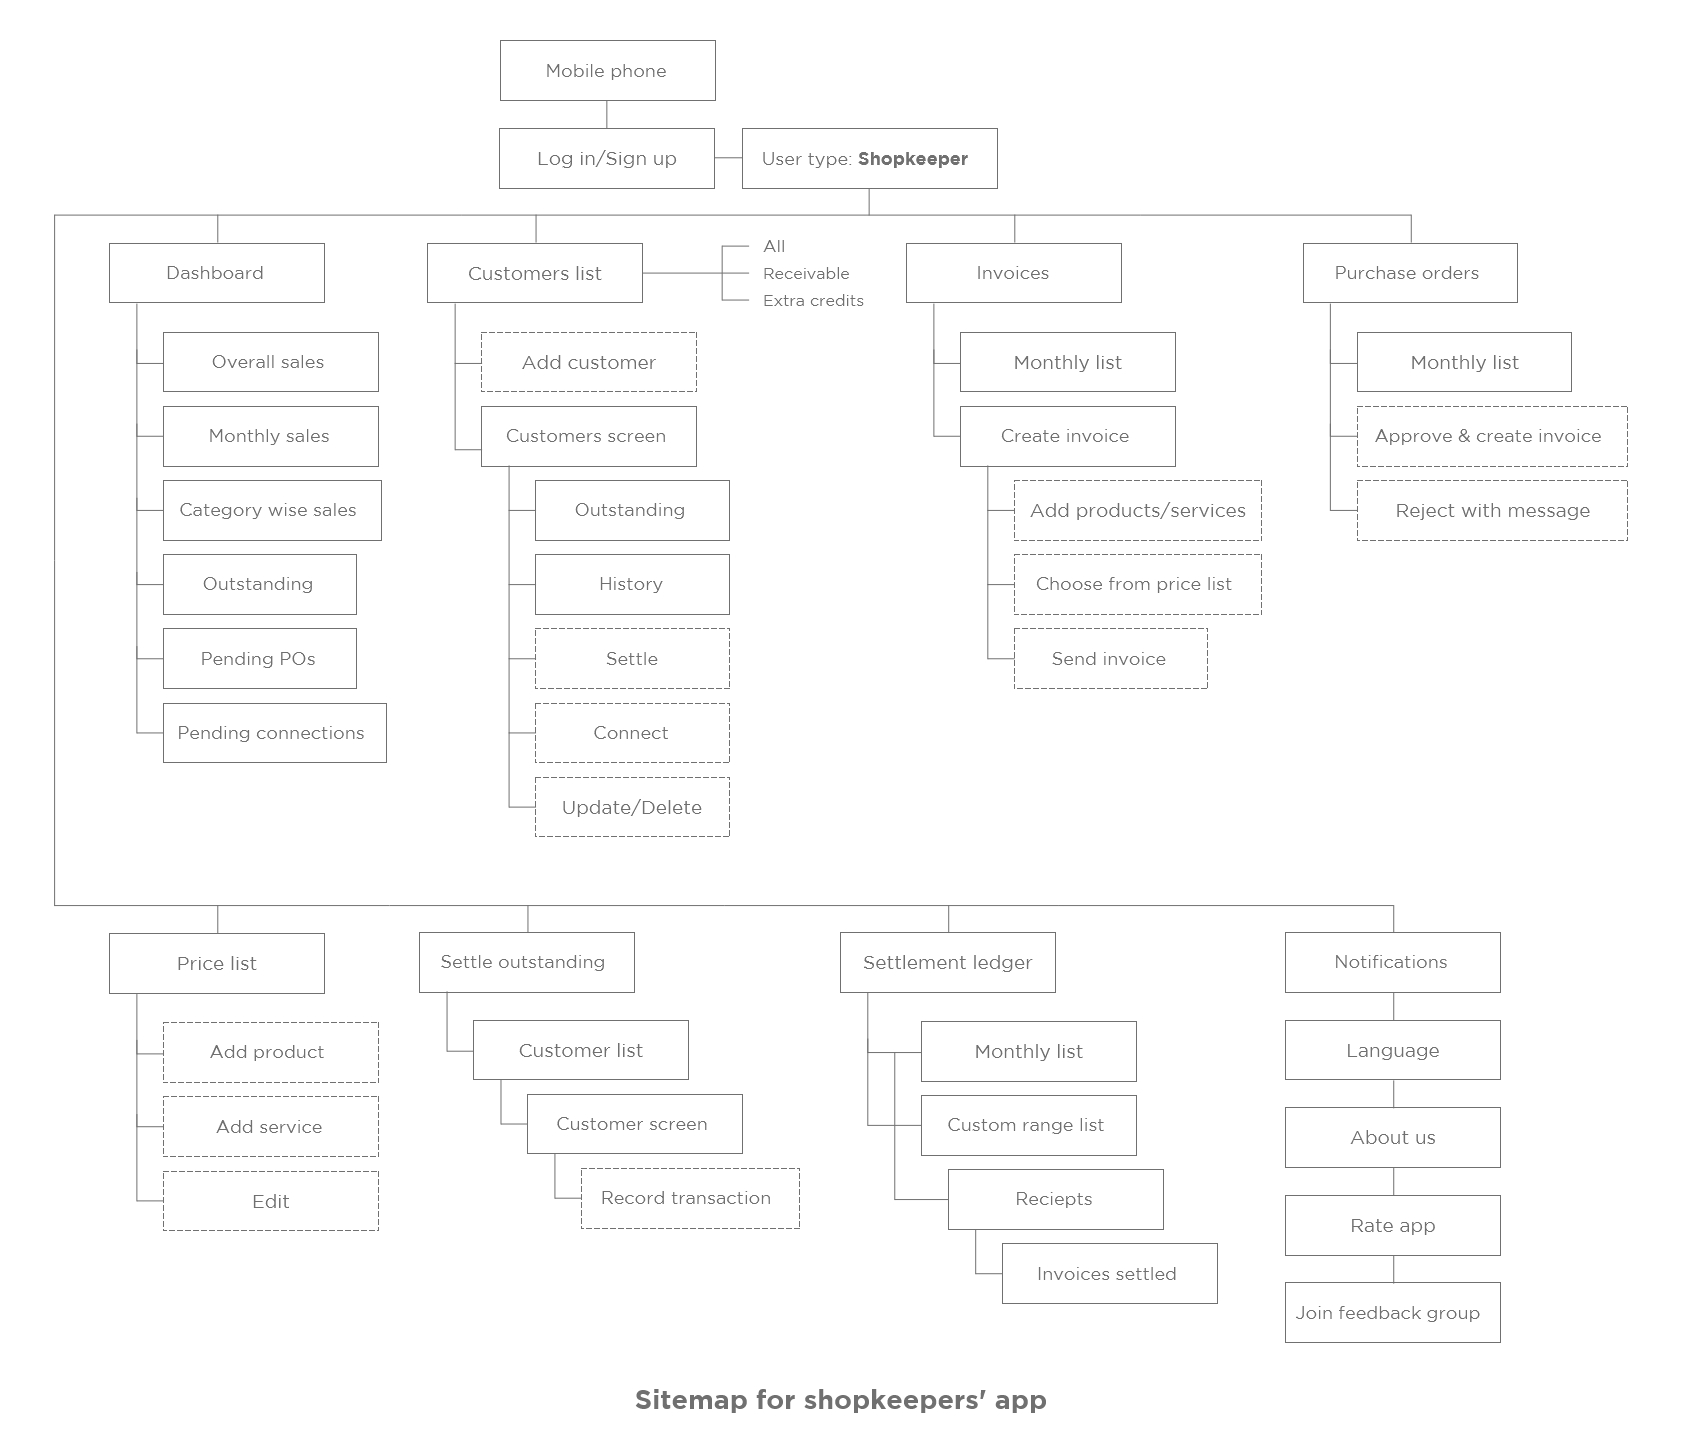 Mobile phone
Log in/Sign up
User type: Shopkeeper
Dashboard
Overall sales
Monthly sales
Category wise sales
Outstanding
Pending POs
Pending connections
Customers list
All
Receivable
Extra credits
Add customer
Customers screen
Outstanding
History
Settle
Connect
Update/Delete
Invoices
Monthly list
Create invoice
Add products/services
Choose from price list
Send invoice
Purchase orders
Monthly list
Approve & create invoice
Reject with message
Price list
Add product
Add service
Edit
Settle outstanding
Customer list
Customer screen
Record transaction
Settlement ledger
Monthly list
Custom range list
Reciepts
Invoices settled
Notifications
Language
About us
Rate app
Join feedback group
Sitemap for shopkeepers' app